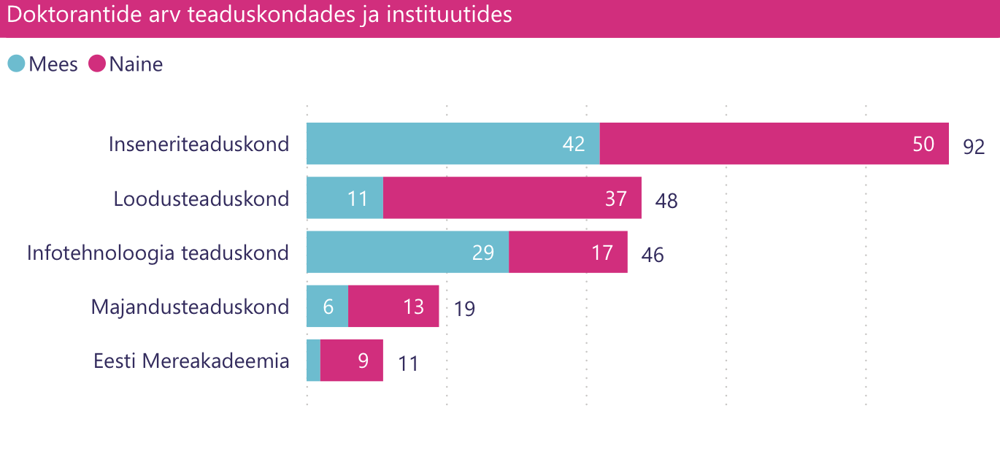 Doktorantide arv teaduskondades ja instituutides
Mees Naine
Inseneriteaduskond 42 50 92
Loodusteaduskond 11 37 48
Infotehnoloogia teaduskond 29 17 46
Majandusteaduskond 6 13 19
Eesti Mereakadeemia 9 11